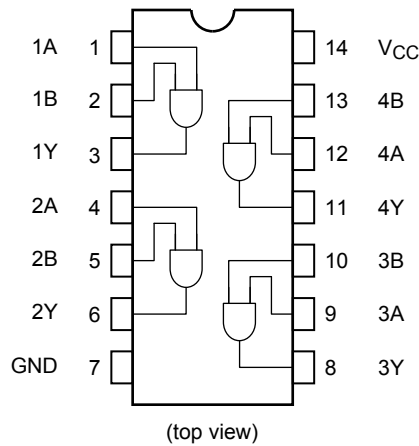 1A 1 14 VCC
1B 2 13 4B
1Y 3 12 4A
2A 4 11 4Y
2B 5 10 3B
2Y 6 9 3A
GND 7 8 3Y
(top view)